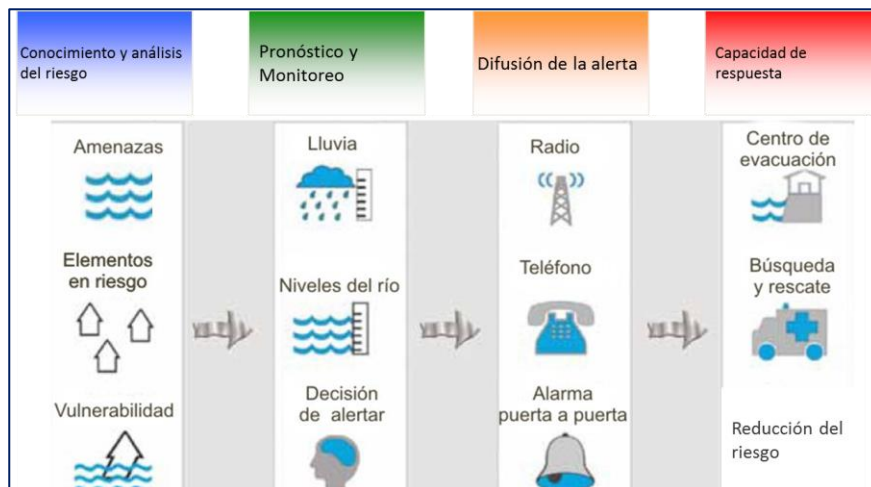 Conocimiento y análisis
del riesgo
Pronóstico y
Monitoreo
Difusión de la alerta
Capacidad de
respuesta
Amenazas
Elementos
en riesgo
Vulnerabilidad
Lluvia
Niveles del río
Decisión
de alertar
Radio
Teléfono
Alarma
puerta a puerta
Centro de
evacuación
Búsqueda
y rescate
Reducción del
riesgo